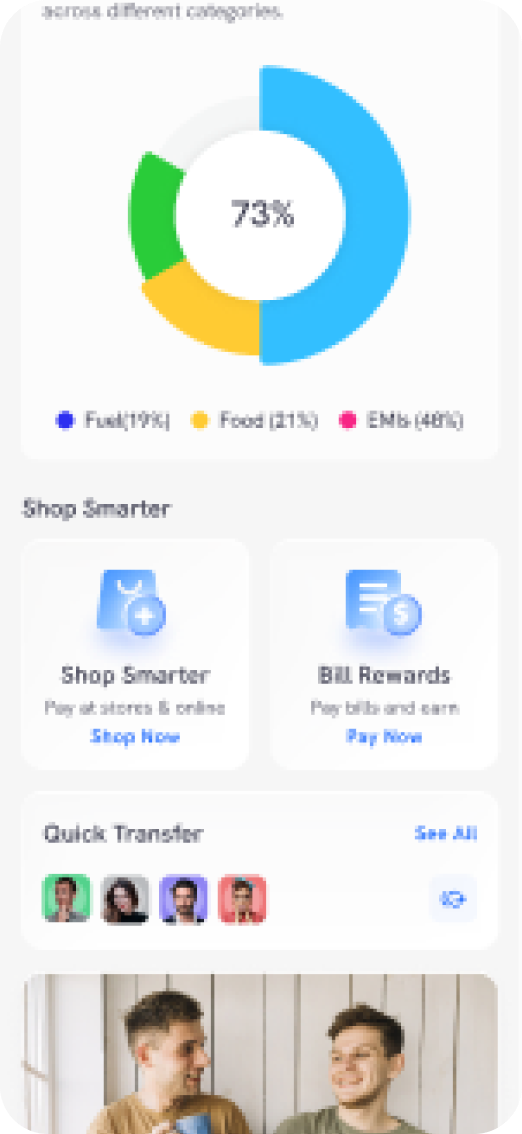 across different categories.
73%
Fuel(19%) Food (21%) EMIs (48%)
Shop Smarter
Shop Smarter Bill Rewards
Pay at stores & online Pay bills and earn
Shop Now Pay Now
Quick Transfer See All